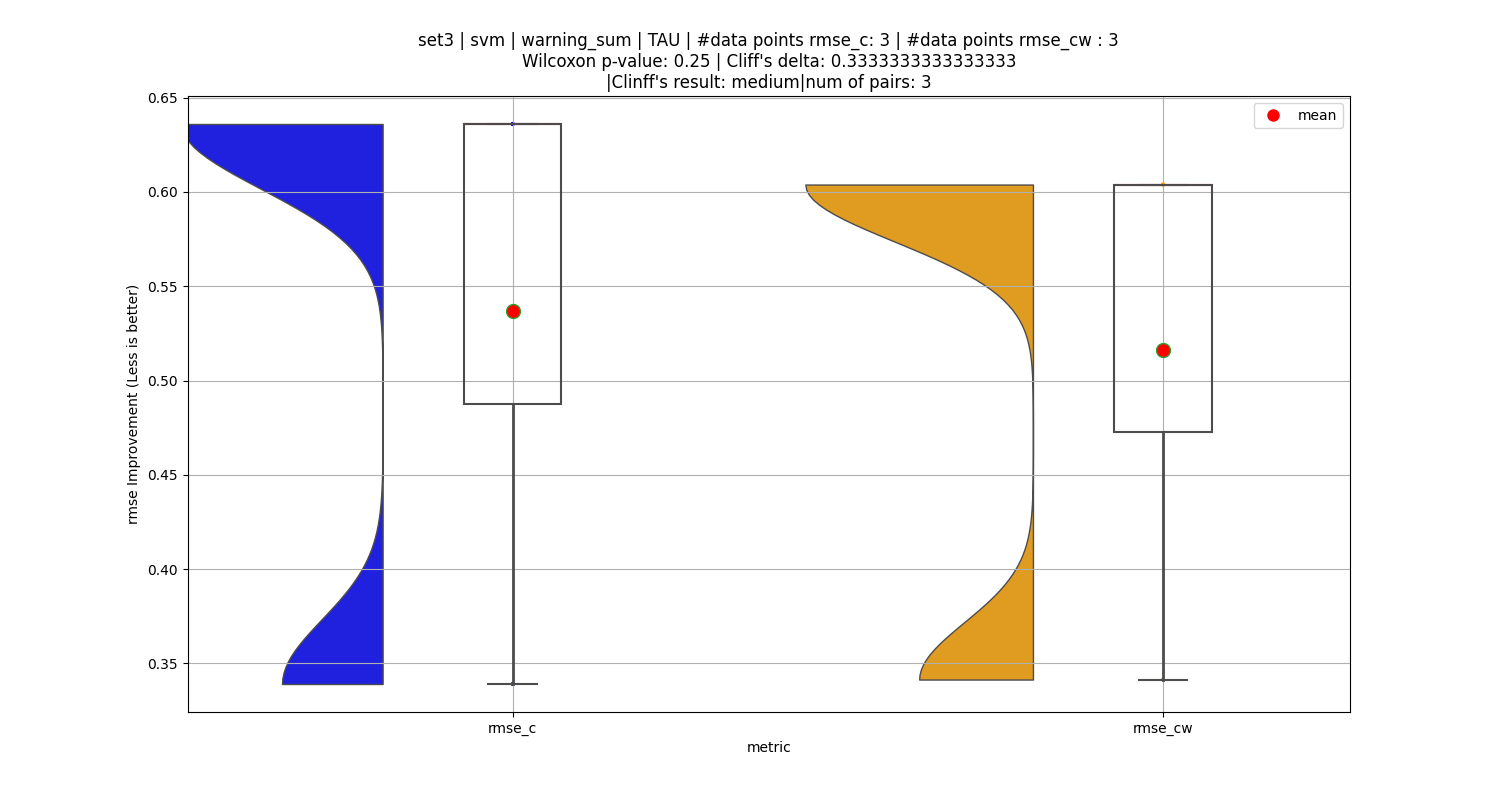 set3 | svm | warning_sum | TAU | #data points rmse_c: 3 | #data points rmse_cw : 3
Wilcoxon p-value: 0.25 | Cliff's delta: 0.3333333333333333
|Clinff's result: medium|num of pairs: 3
mean
0.65
0.60
0.55
0.50
0.45
0.40
0.35
rmse Improvement (Less is better)
rmse_c
rmse_cw
metric